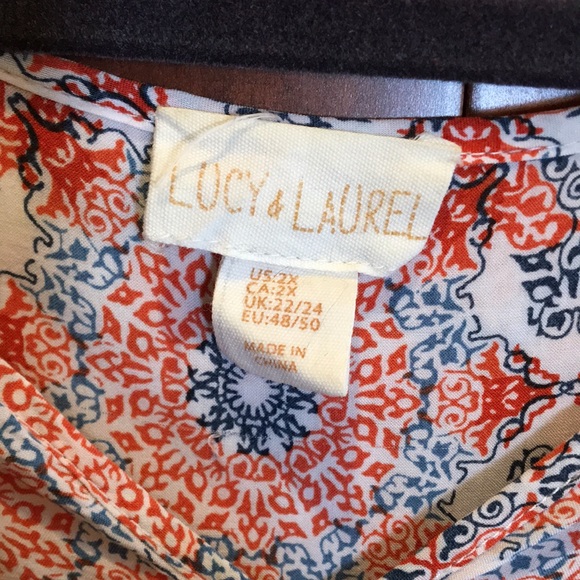 LUCY & LAUREL
US:2X
CA:2X
UK:22/24
EU:48/50
MADE IN
CHINA